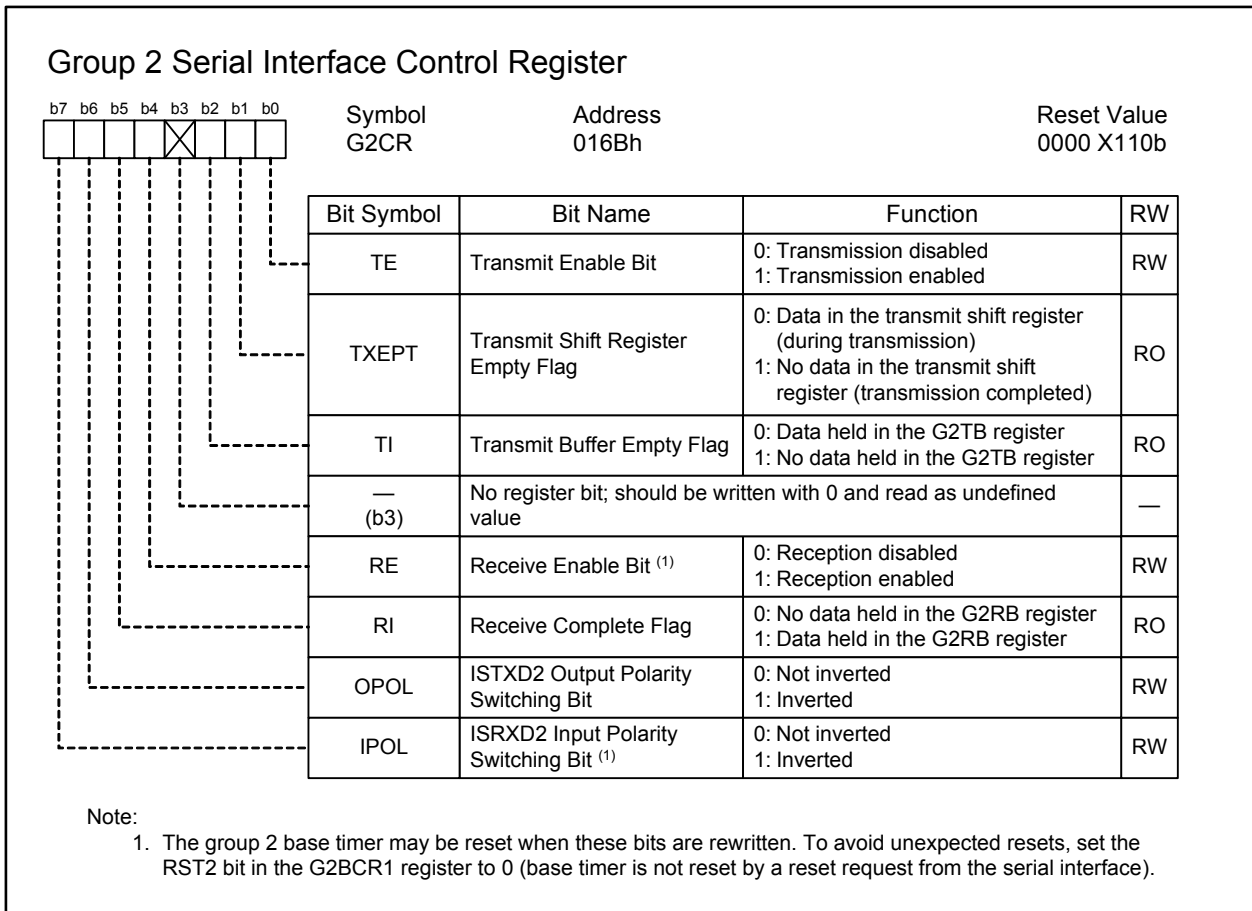 Group 2 Serial Interface Control Register
b7 b6 b5 b4 b3 b2 b1 b0
Symbol Address Reset Value
G2CR 016Bh 0000 X110b
Bit Symbol Bit Name Function RW
TE Transmit Enable Bit 0: Transmission disabled
1: Transmission enabled RW
TXEPT Transmit Shift Register
Empty Flag 0: Data in the transmit shift register
(during transmission)
1: No data in the transmit shift
register (transmission completed) RO
TI Transmit Buffer Empty Flag 0: Data held in the G2TB register
1: No data held in the G2TB register RO
—
(b3) No register bit; should be written with 0 and read as undefined
value —
RE Receive Enable Bit (1) 0: Reception disabled
1: Reception enabled RW
RI Receive Complete Flag 0: No data held in the G2RB register
1: Data held in the G2RB register RO
OPOL ISTXD2 Output Polarity
Switching Bit 0: Not inverted
1: Inverted RW
IPOL ISRXD2 Input Polarity
Switching Bit (1) 0: Not inverted
1: Inverted RW
Note:
1. The group 2 base timer may be reset when these bits are rewritten. To avoid unexpected resets, set the
RST2 bit in the G2BCR1 register to 0 (base timer is not reset by a reset request from the serial interface).